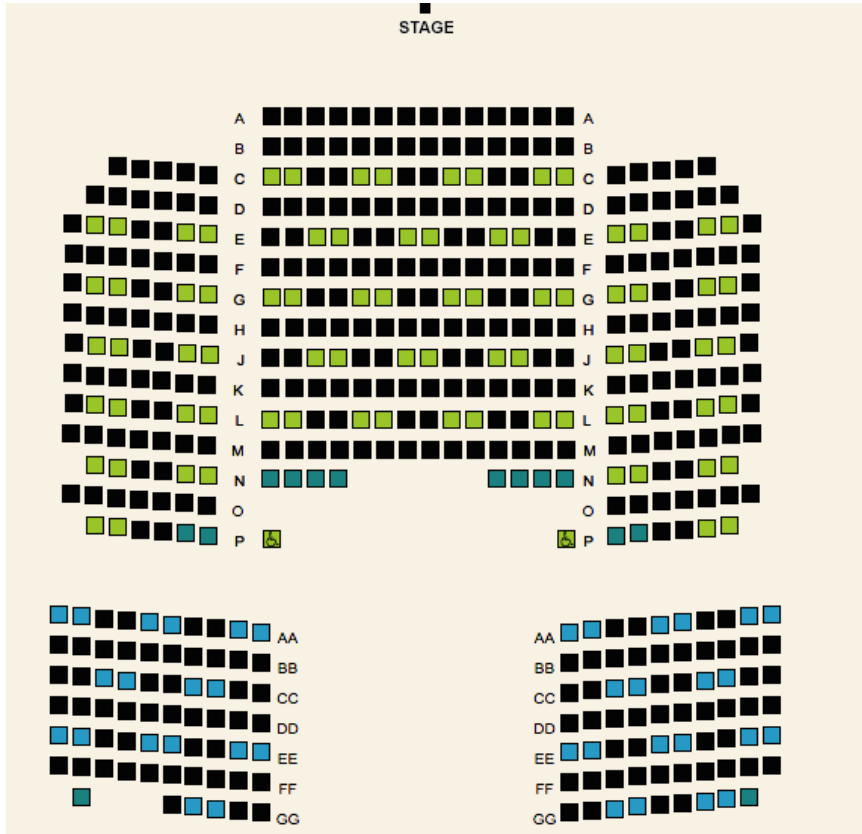 STAGE
A A
B B
C C
D D
E E
F F
G G
H H
J J
K K
L L
M M
N N
O O
P P
AA AA
BB BB
CC CC
DD DD
EE EE
FF FF
GG GG